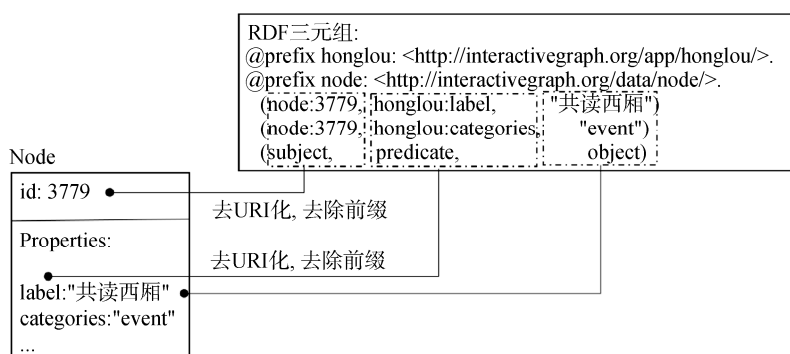 RDF三元组:
@prefix honglou: <http://interactivegraph.org/app/honglou/>.
@prefix node: <http://interactivegraph.org/data/node/>.
(node:3779, honglou:label, "共读西厢")
(node:3779, honglou:categories, "event")
(subject, predicate, object)
Node
id: 3779
去URI化, 去除前缀
Properties:
去URI化, 去除前缀
label:"共读西厢"
categories:"event"
...